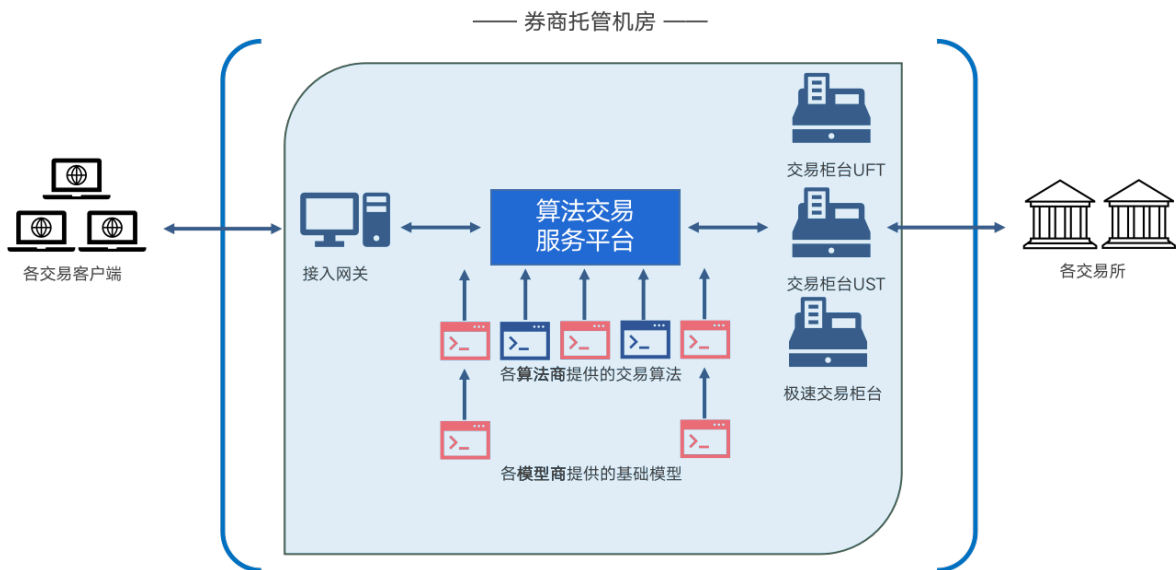 —— 券商托管机房 ——
交易柜台UFT
算法交易
服务平台
各交易客户端
接入网关
交易柜台UST
各交易所
各算法商提供的交易算法
极速交易柜台
各模型商提供的基础模型